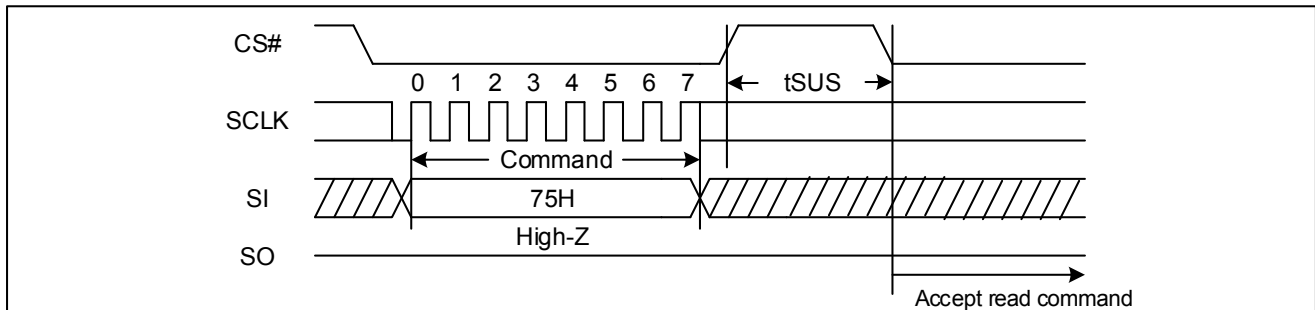 CS#
tSUS
0 1 2 3 4 5 6 7
SCLK
Command
SI
75H
High-Z
SO
Accept read command